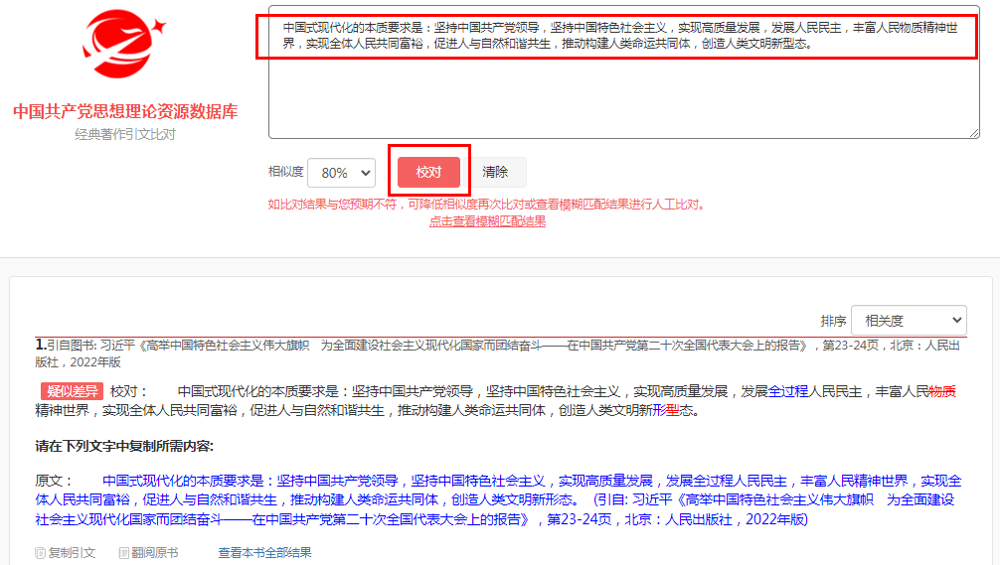 中国共产党思想理论资源数据库
经典著作引文比对
中国式现代化的本质要求是：坚持中国共产党领导，坚持中国特色社会主义，实现高质量发展，发展人民民主，丰富人民物质精神世
界，实现全体人民共同富裕，促进人与自然和谐共生，推动构建人类命运共同体，创造人类文明新型态。
相似度 80% 校对 清除
如比对结果与您预期不符，可降低相似度再次比对或查看模糊匹配结果进行人工比对。
点击查看模糊匹配结果
排序 相关度
1.引自图书: 习近平《高举中国特色社会主义伟大旗帜　为全面建设社会主义现代化国家而团结奋斗——在中国共产党第二十次全国代表大会上的报告》，第23-24页，北京：人民出
版社，2022年版
疑似差异 校对：　　中国式现代化的本质要求是：坚持中国共产党领导，坚持中国特色社会主义，实现高质量发展，发展全过程人民民主，丰富人民物质
精神世界，实现全体人民共同富裕，促进人与自然和谐共生，推动构建人类命运共同体，创造人类文明新形型态。
请在下列文字中复制所需内容:
原文：　　中国式现代化的本质要求是：坚持中国共产党领导，坚持中国特色社会主义，实现高质量发展，发展全过程人民民主，丰富人民精神世界，实现全
体人民共同富裕，促进人与自然和谐共生，推动构建人类命运共同体，创造人类文明新形态。 (引自: 习近平《高举中国特色社会主义伟大旗帜　为全面建设
社会主义现代化国家而团结奋斗——在中国共产党第二十次全国代表大会上的报告》，第23-24页，北京：人民出版社，2022年版)
复制引文 翻阅原书 查看本书全部结果